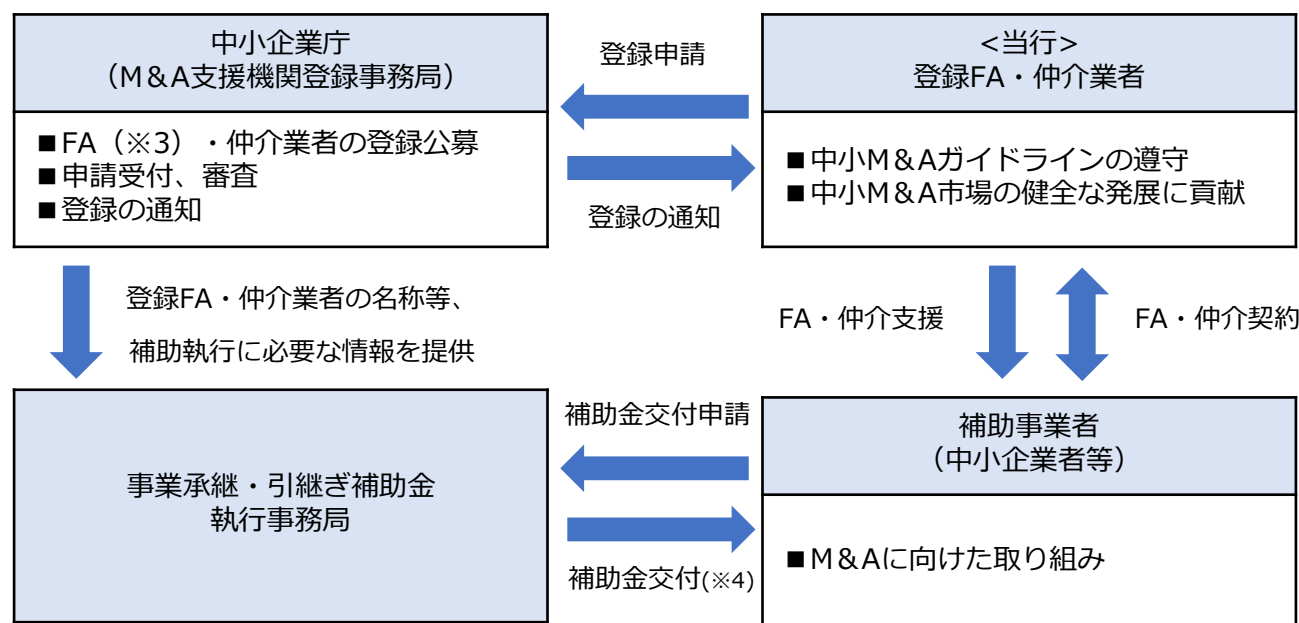 中小企業庁
（M＆A支援機関登録事務局）
■FA（※3）・仲介業者の登録公募
■申請受付、審査
■登録の通知
登録申請
登録の通知
<当行>
登録FA・仲介業者
■中小M＆Aガイドラインの遵守
■中小M＆A市場の健全な発展に貢献
登録FA・仲介業者の名称等、
補助執行に必要な情報を提供
FA・仲介支援
FA・仲介契約
事業承継・引継ぎ補助金
執行事務局
補助金交付申請
補助金交付(※4)
補助事業者
（中小企業者等）
■M＆Aに向けた取り組み